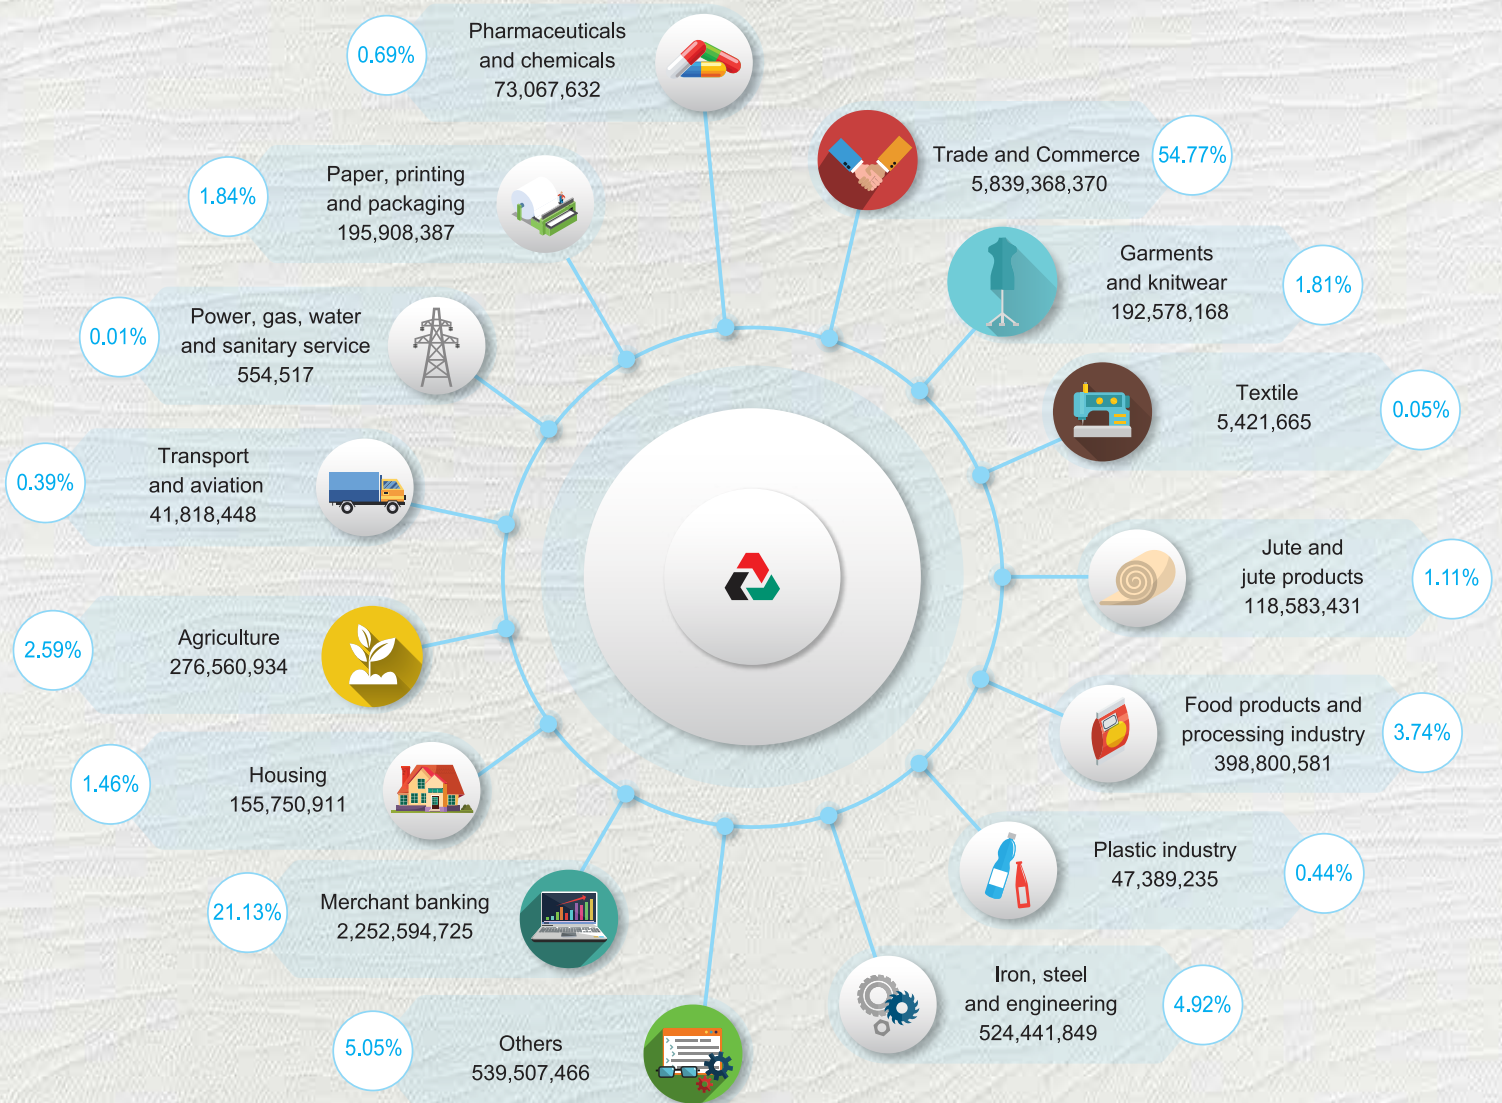 0.69%
Pharmaceuticals
and chemicals
73,067,632
Trade and Commerce
5,839,368,370
54.77%
1.84%
Paper, printing
and packaging
195,908,387
Garments
and knitwear
192,578,168
1.81%
0.01%
Power, gas, water
and sanitary service
554,517
Textile
5,421,665
0.05%
0.39%
Transport
and aviation
41,818,448
Jute and
jute products
118,583,431
1.11%
2.59%
Agriculture
276,560,934
Food products and
processing industry
398,800,581
3.74%
1.46%
Housing
155,750,911
Plastic industry
47,389,235
0.44%
21.13%
Merchant banking
2,252,594,725
Iron, steel
and engineering
524,441,849
4.92%
5.05%
Others
539,507,466